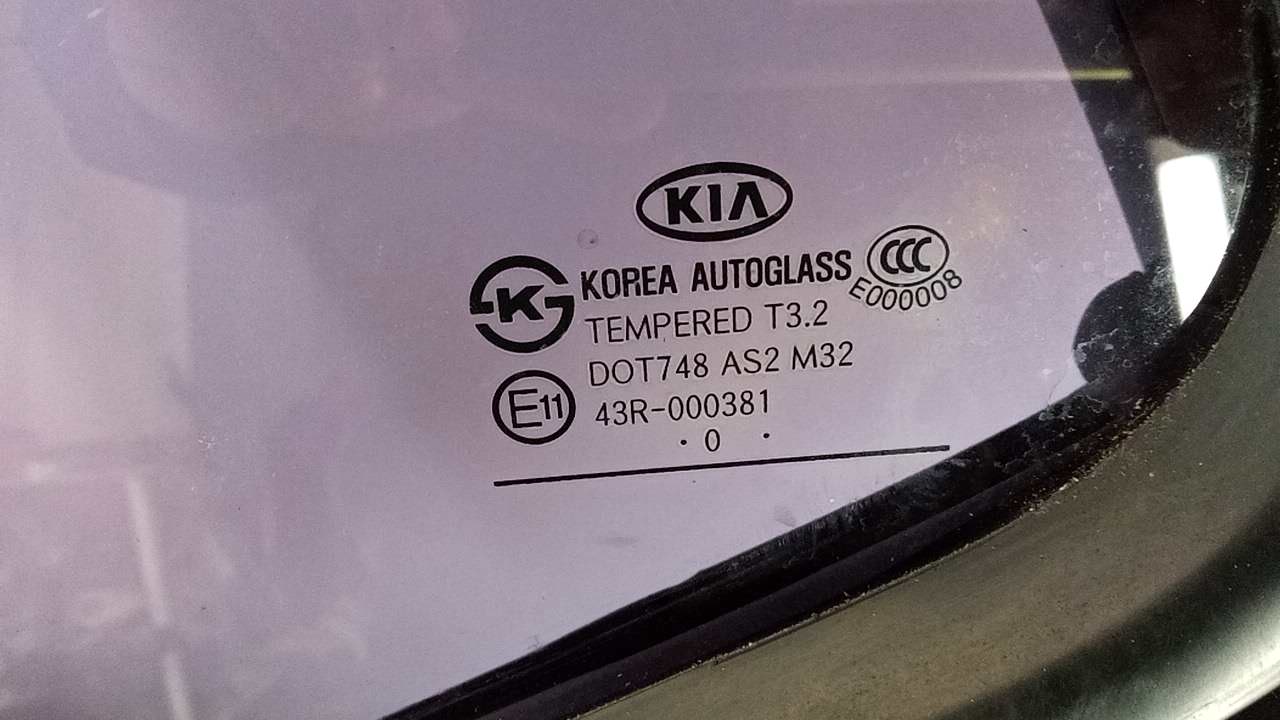 KIA
KOREA AUTOGLASS
CCC
E000008
K
TEMPERED T3.2
DOT748 AS2 M32
E11
43R-000381
. 0 .